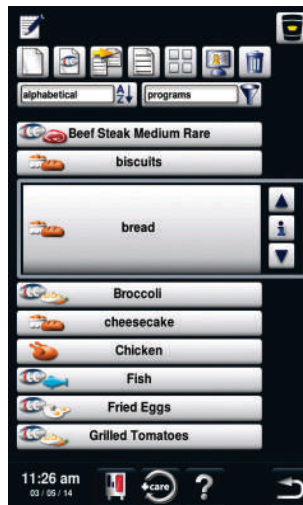 alphabetical A Z programs
Beef Steak Medium Rare
biscuits
bread
i
Broccoli
cheesecake
Chicken
Fish
Fried Eggs
Grilled Tomatoes
11:26 am
03 / 05 / 14
care ?